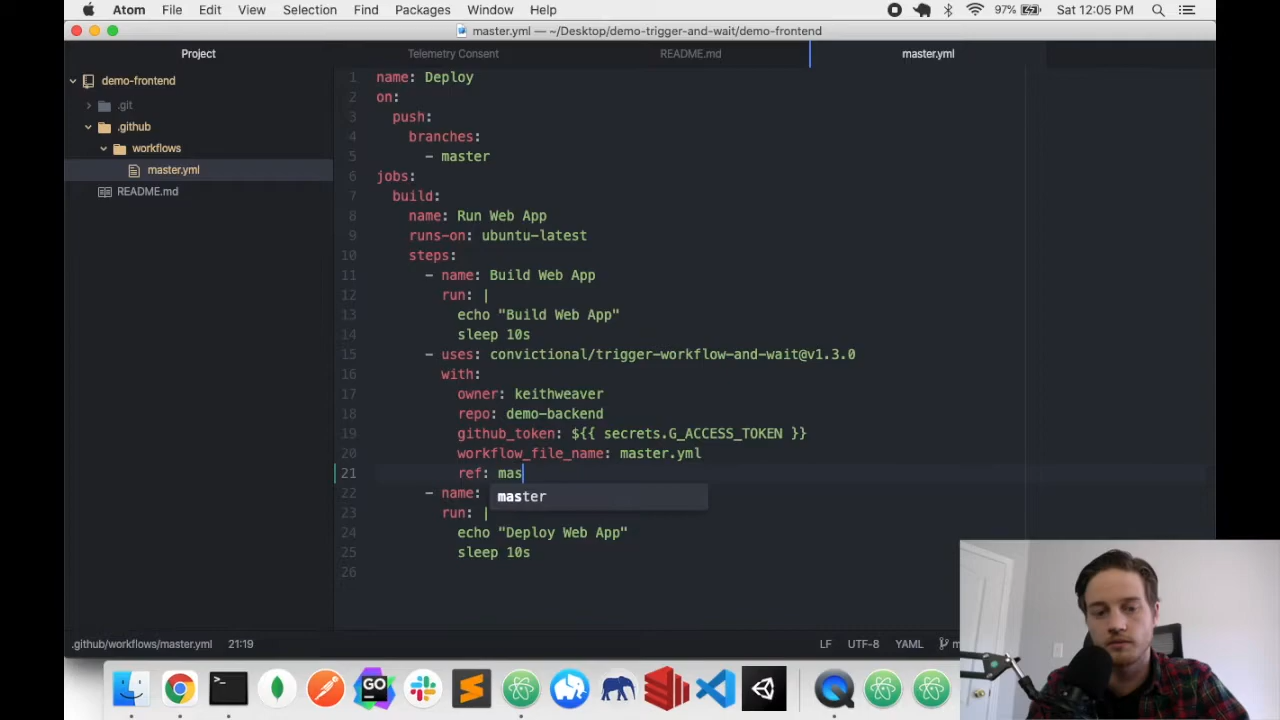 Atom File Edit View Selection Find Packages Window Help 97% Sat 12:05 PM
master.yml — ~/Desktop/demo-trigger-and-wait/demo-frontend
Project
Telemetry Consent
README.md
master.yml
demo-frontend
.git
.github
workflows
master.yml
README.md
1 name: Deploy
2 on:
3 push:
4 branches:
5 - master
6 jobs:
7 build:
8 name: Run Web App
9 runs-on: ubuntu-latest
10 steps:
11 - name: Build Web App
12 run: |
13 echo "Build Web App"
14 sleep 10s
15 - uses: convictional/trigger-workflow-and-wait@v1.3.0
16 with:
17 owner: keithweaver
18 repo: demo-backend
19 github_token: ${{ secrets.G_ACCESS_TOKEN }}
20 workflow_file_name: master.yml
21 ref: mas
master
22 - name:
23 run: |
24 echo "Deploy Web App"
25 sleep 10s
26
.github/workflows/master.yml 21:19 LF UTF-8 YAML
GO